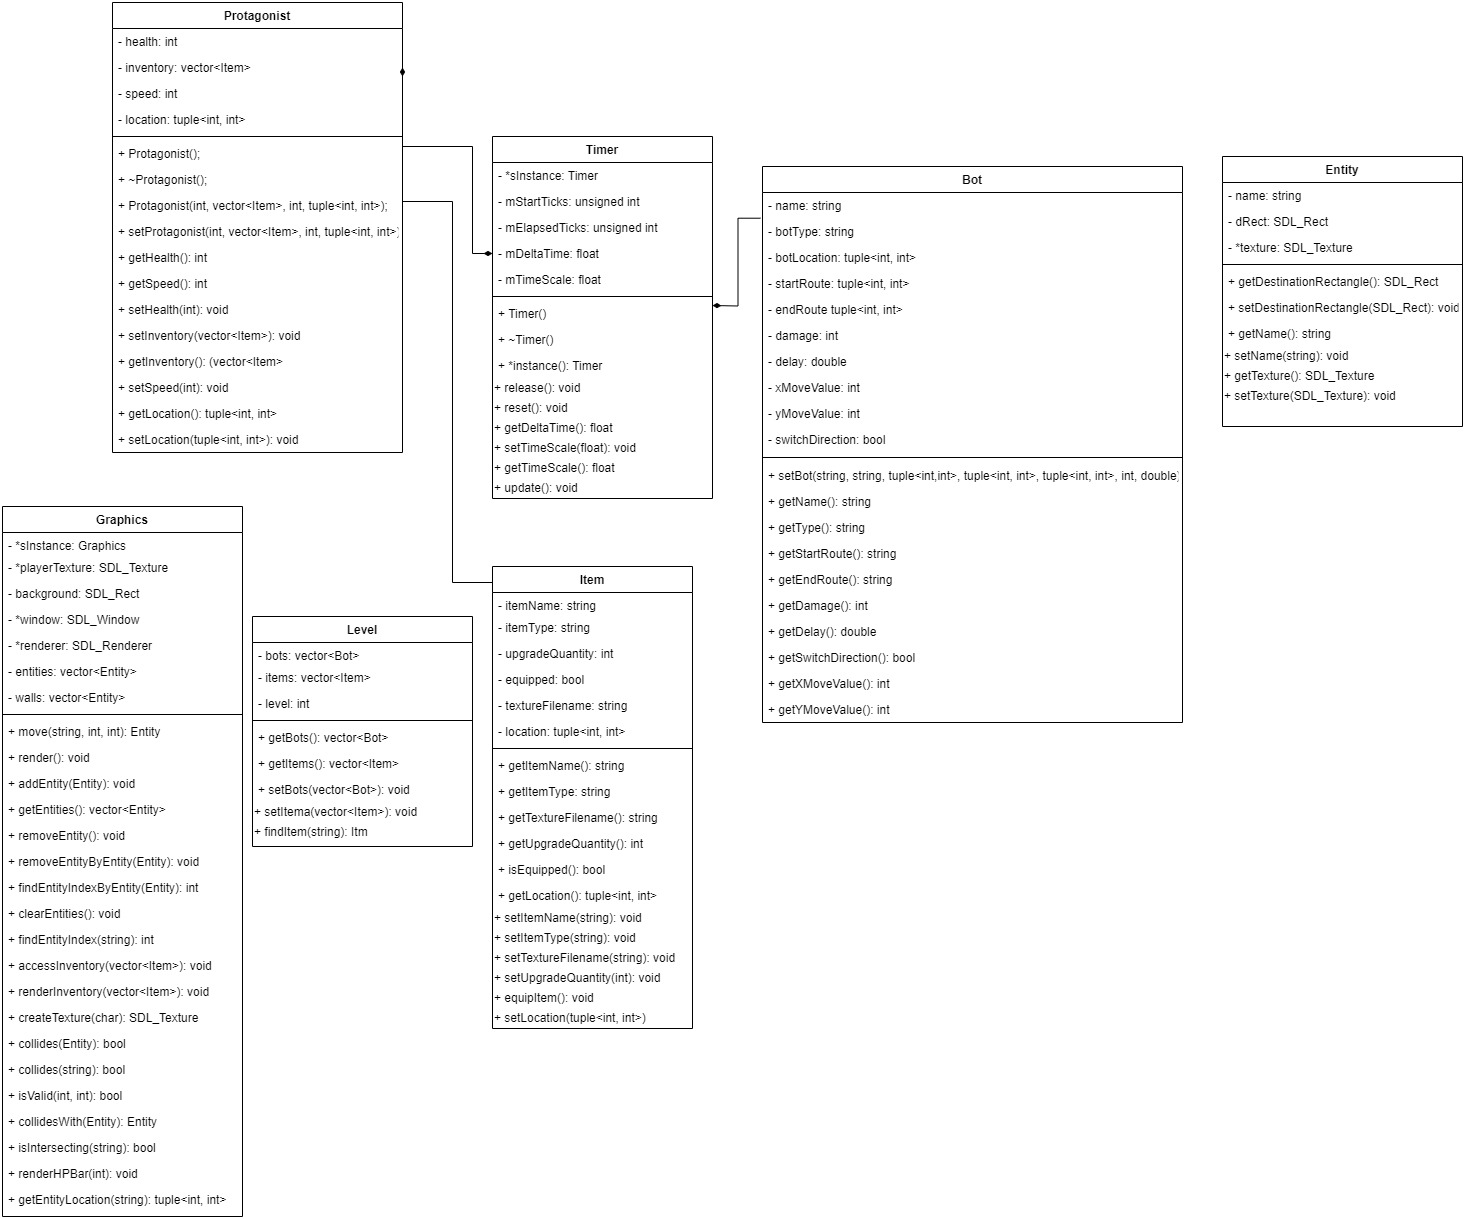 Protagonist
- health: int
- inventory: vector<Item>
- speed: int
- location: tuple<int, int>
+ Protagonist();
+ ~Protagonist();
+ Protagonist(int, vector<Item>, int, tuple<int, int>);
+ setProtagonist(int, vector<Item>, int, tuple<int, int>)
+ getHealth(): int
+ getSpeed(): int
+ setHealth(int): void
+ setInventory(vector<Item>): void
+ getInventory(): (vector<Item>
+ setSpeed(int): void
+ getLocation(): tuple<int, int>
+ setLocation(tuple<int, int>): void
Timer
- *sInstance: Timer
- mStartTicks: unsigned int
- mElapsedTicks: unsigned int
- mDeltaTime: float
- mTimeScale: float
+ Timer()
+ ~Timer()
+ *instance(): Timer
+ release(): void
+ reset(): void
+ getDeltaTime(): float
+ setTimeScale(float): void
+ getTimeScale(): float
+ update(): void
Bot
- name: string
- botType: string
- botLocation: tuple<int, int>
- startRoute: tuple<int, int>
- endRoute tuple<int, int>
- damage: int
- delay: double
- xMoveValue: int
- yMoveValue: int
- switchDirection: bool
+ setBot(string, string, tuple<int,int>, tuple<int, int>, tuple<int, int>, int, double)
+ getName(): string
+ getType(): string
+ getStartRoute(): string
+ getEndRoute(): string
+ getDamage(): int
+ getDelay(): double
+ getSwitchDirection(): bool
+ getXMoveValue(): int
+ getYMoveValue(): int
Entity
- name: string
- dRect: SDL_Rect
- *texture: SDL_Texture
+ getDestinationRectangle(): SDL_Rect
+ setDestinationRectangle(SDL_Rect): void
+ getName(): string
+ setName(string): void
+ getTexture(): SDL_Texture
+ setTexture(SDL_Texture): void
Graphics
- *sInstance: Graphics
- *playerTexture: SDL_Texture
- background: SDL_Rect
- *window: SDL_Window
- *renderer: SDL_Renderer
- entities: vector<Entity>
- walls: vector<Entity>
+ move(string, int, int): Entity
+ render(): void
+ addEntity(Entity): void
+ getEntities(): vector<Entity>
+ removeEntity(): void
+ removeEntityByEntity(Entity): void
+ findEntityIndexByEntity(Entity): int
+ clearEntities(): void
+ findEntityIndex(string): int
+ accessInventory(vector<Item>): void
+ renderInventory(vector<Item>): void
+ createTexture(char): SDL_Texture
+ collides(Entity): bool
+ collides(string): bool
+ isValid(int, int): bool
+ collidesWith(Entity): Entity
+ isIntersecting(string): bool
+ renderHPBar(int): void
+ getEntityLocation(string): tuple<int, int>
Level
- bots: vector<Bot>
- items: vector<Item>
- level: int
+ getBots(): vector<Bot>
+ getItems(): vector<Item>
+ setBots(vector<Bot>): void
+ setItema(vector<Item>): void
+ findItem(string): Itm
Item
- itemName: string
- itemType: string
- upgradeQuantity: int
- equipped: bool
- textureFilename: string
- location: tuple<int, int>
+ getItemName(): string
+ getItemType: string
+ getTextureFilename(): string
+ getUpgradeQuantity(): int
+ isEquipped(): bool
+ getLocation(): tuple<int, int>
+ setItemName(string): void
+ setItemType(string): void
+ setTextureFilename(string): void
+ setUpgradeQuantity(int): void
+ equipItem(): void
+ setLocation(tuple<int, int>)